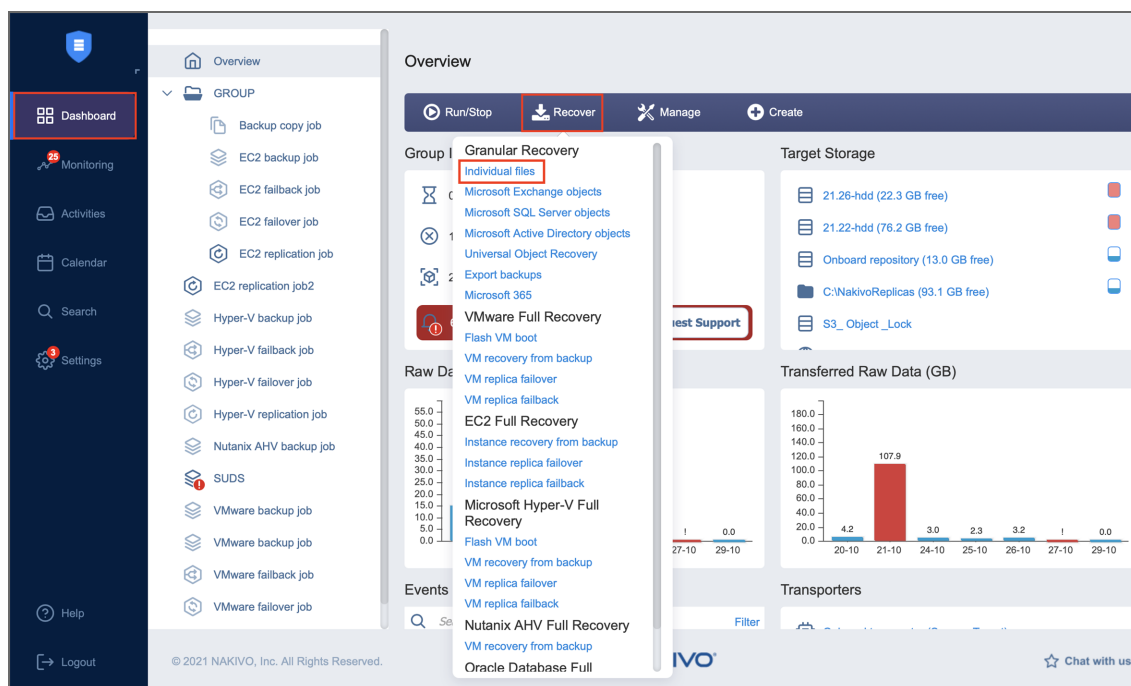 Dashboard
25
Monitoring
Activities
Calendar
Search
3
Settings
Help
Logout
Overview
GROUP
Backup copy job
EC2 backup job
EC2 failback job
EC2 failover job
EC2 replication job
EC2 replication job2
Hyper-V backup job
Hyper-V failback job
Hyper-V failover job
Hyper-V replication job
Nutanix AHV backup job
SUDS
VMware backup job
VMware backup job
VMware failback job
VMware failover job
© 2021 NAKIVO, Inc. All Rights Reserved.
Overview
Run/Stop
Recover
Manage
Create
Group
Granular Recovery
Individual files
Microsoft Exchange objects
Microsoft SQL Server objects
Microsoft Active Directory objects
Universal Object Recovery
Export backups
Microsoft 365
VMware Full Recovery
Flash VM boot
VM recovery from backup
VM replica failover
VM replica failback
EC2 Full Recovery
Instance recovery from backup
Instance replica failover
Instance replica failback
Microsoft Hyper-V Full
Recovery
Flash VM boot
VM recovery from backup
VM replica failover
VM replica failback
Nutanix AHV Full Recovery
VM recovery from backup
Oracle Database Full
Support
Raw
55.0
50.0
45.0
40.0
35.0
30.0
25.0
20.0
15.0
10.0
5.0
0.0
! 0.0
27-10 29-10
Events
Filter
Target Storage
21.26-hdd (22.3 GB free)
21.22-hdd (76.2 GB free)
Onboard repository (13.0 GB free)
C:\NakivoReplicas (93.1 GB free)
S3_ Object _Lock
Transferred Raw Data (GB)
180.0
160.0
140.0
120.0
100.0
80.0
60.0
40.0
20.0
0.0
4.2 107.9 3.0 2.3 3.2 ! 0.0
20-10 21-10 24-10 25-10 26-10 27-10 29-10
Transporters
Chat with us